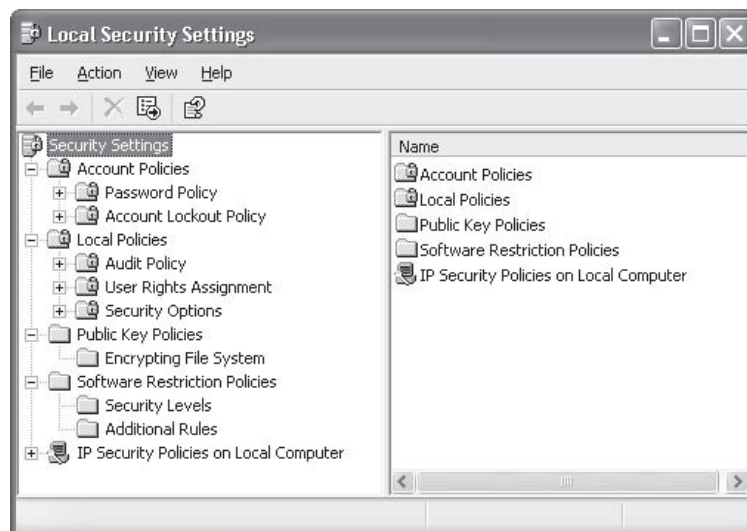 Local Security Settings
File Action View Help
Security Settings
Account Policies
Password Policy
Account Lockout Policy
Local Policies
Audit Policy
User Rights Assignment
Security Options
Public Key Policies
Encrypting File System
Software Restriction Policies
Security Levels
Additional Rules
IP Security Policies on Local Computer
Name
Account Policies
Local Policies
Public Key Policies
Software Restriction Policies
IP Security Policies on Local Computer